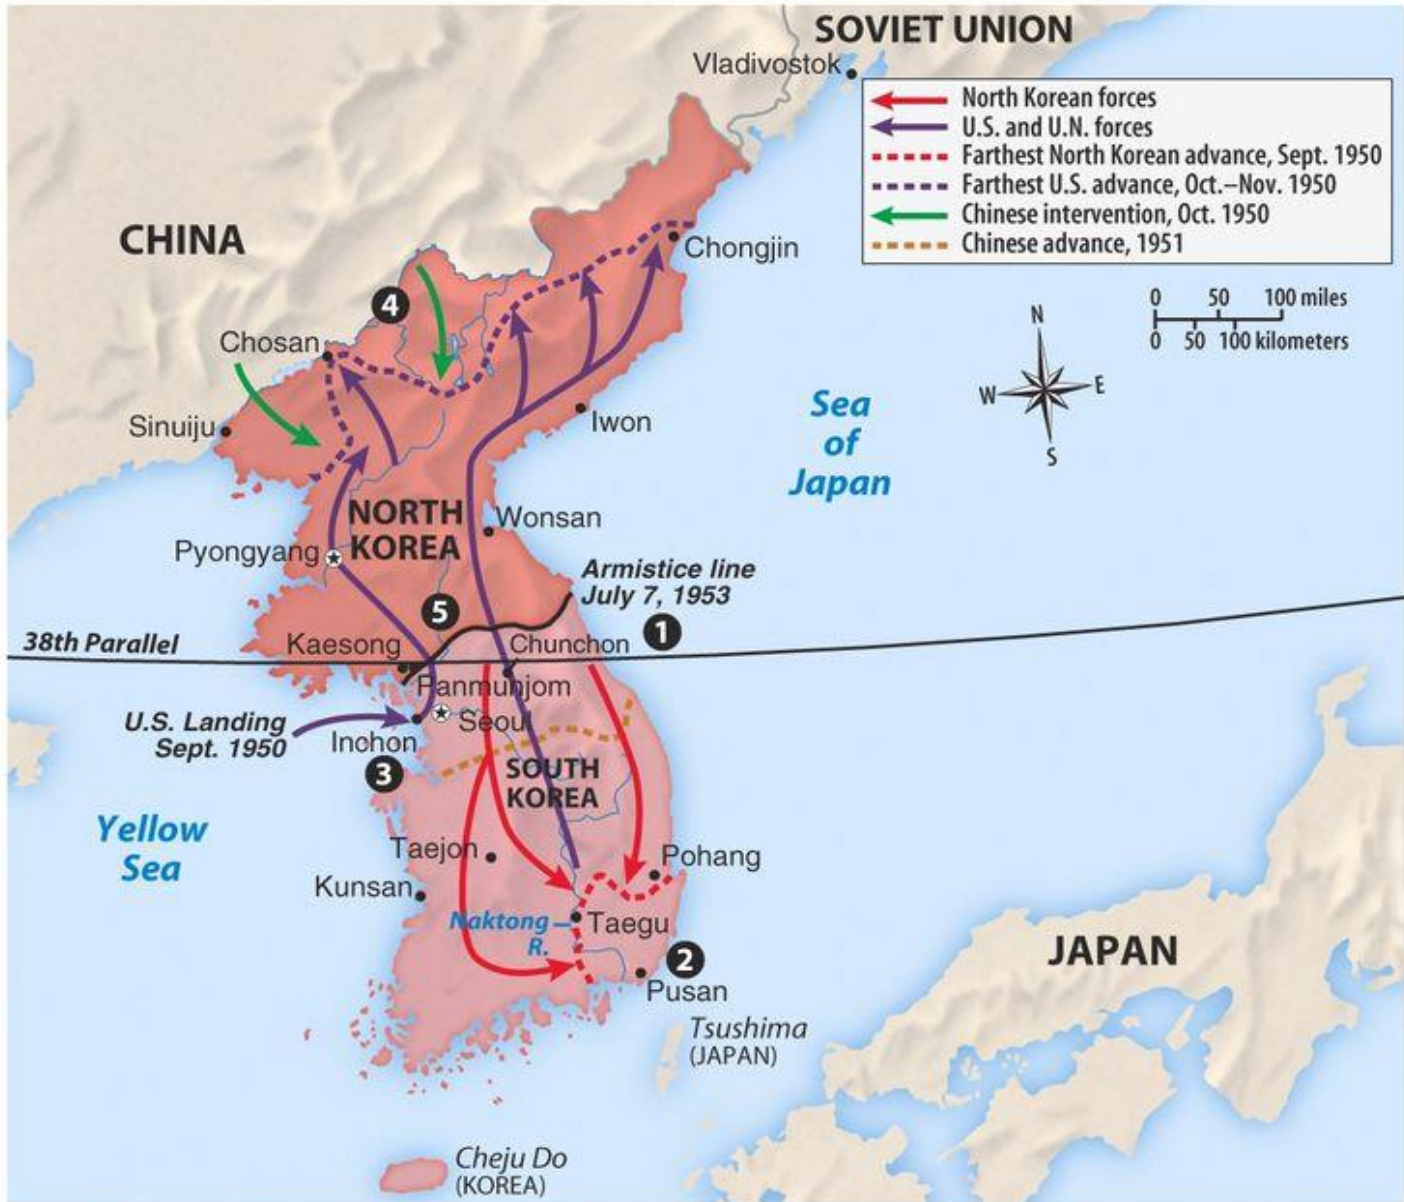 SOVIET UNION
Vladivostok
North Korean forces
U.S. and U.N. forces
Farthest North Korean advance, Sept. 1950
Farthest U.S. advance, Oct.–Nov. 1950
Chinese intervention, Oct. 1950
Chinese advance, 1951
CHINA
Chongjin
0 50 100 miles
0 50 100 kilometers
N
W
E
S
4
Chosan
Sinuiju
Iwon
Sea
of
Japan
NORTH
KOREA
Wonsan
Pyongyang
Armistice line
July 7, 1953
5
1
38th Parallel
Kaesong
Chunchon
Panmunjom
Seoul
U.S. Landing
Sept. 1950
Inchon
3
SOUTH
KOREA
Yellow
Sea
Taejon
Pohang
Kunsan
Naktong
R.
Taegu
2
Pusan
JAPAN
Tsushima
(JAPAN)
Cheju Do
(KOREA)